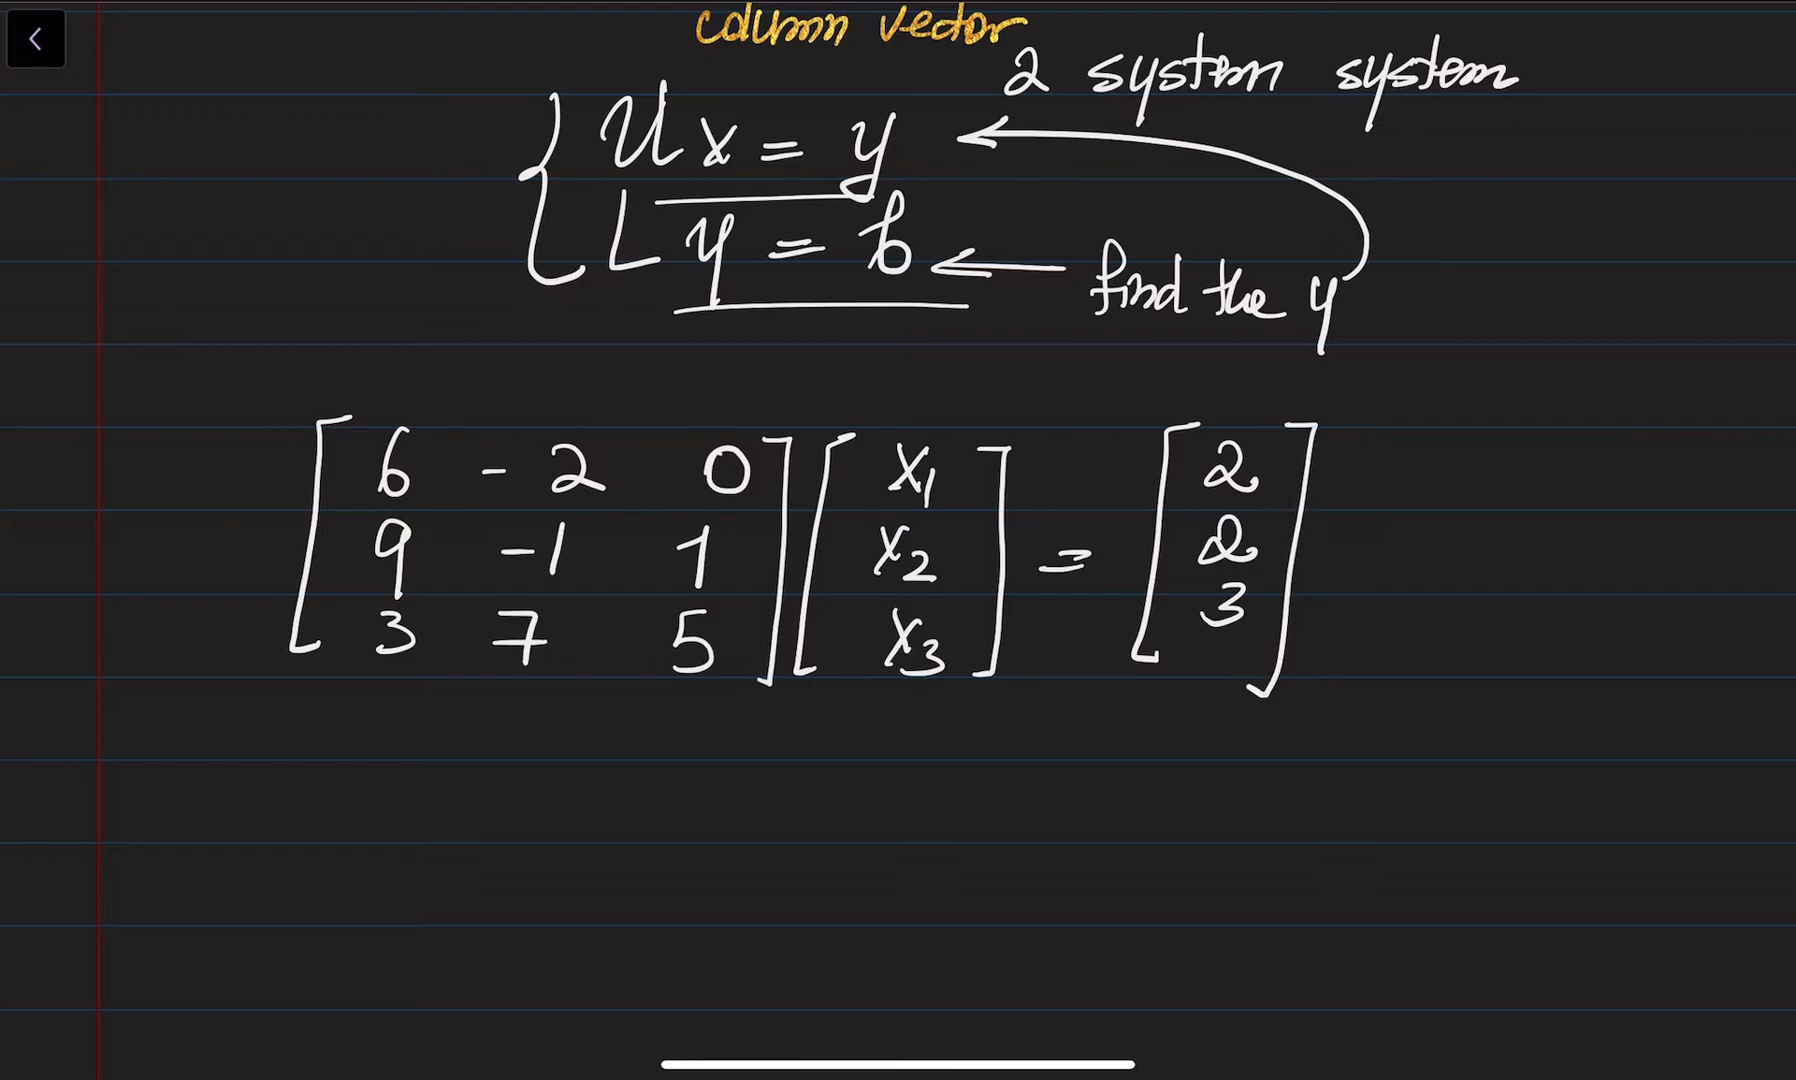 column vector
2 system system
Ux = y
Ly = b
find the y
6 -2 0 x1 2
9 -1 1 x2 = 2
3 7 5 x3 3